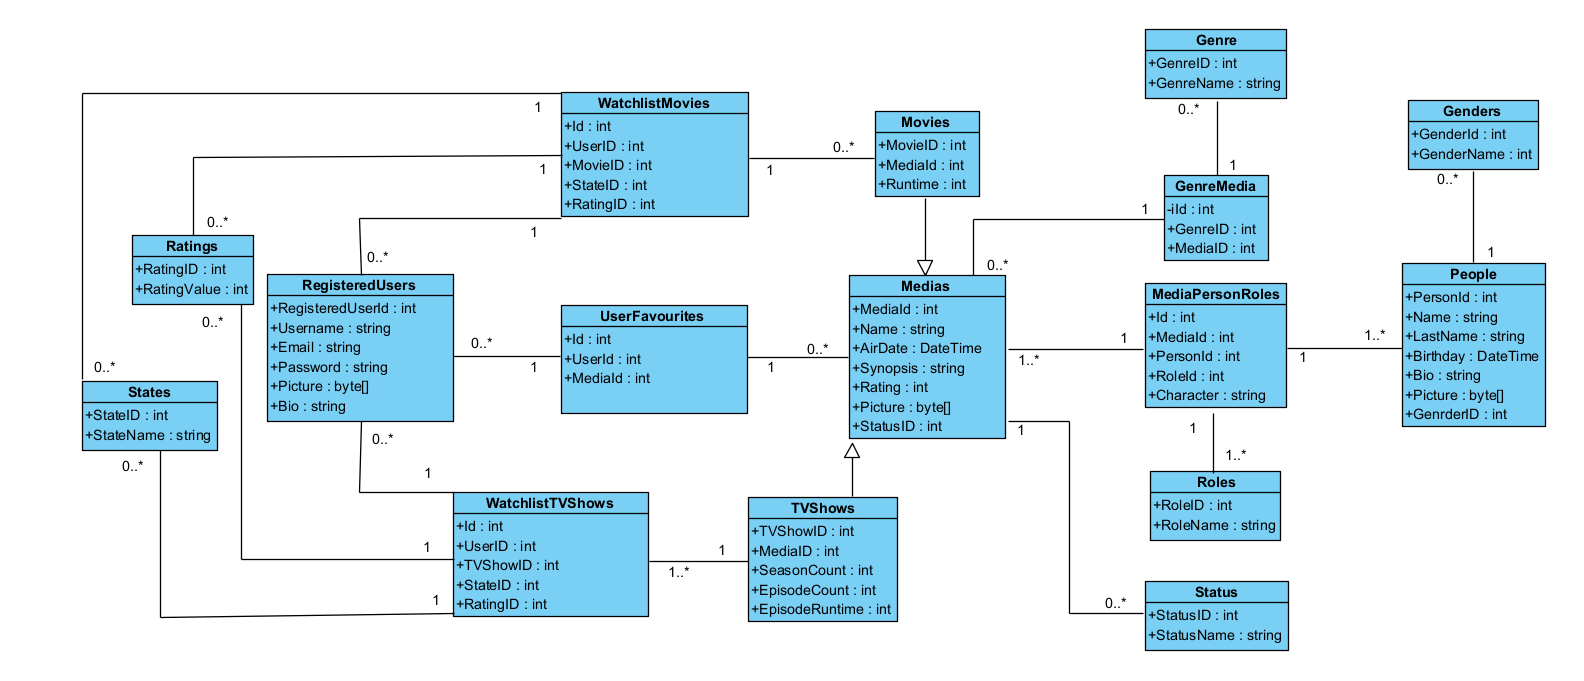 Genre
+GenreID : int
+GenreName : string
0..*
1
WatchlistMovies
+Id : int
+UserID : int
+MovieID : int
+StateID : int
+RatingID : int
1
1
1
1
0..*
Movies
+MovieID : int
+MediaId : int
+Runtime : int
Genders
+GenderId : int
+GenderName : int
0..*
1
GenreMedia
-iId : int
+GenreID : int
+MediaID : int
1
0..*
0..*
Ratings
+RatingID : int
+RatingValue : int
0..*
0..*
RegisteredUsers
+RegisteredUserId : int
+Username : string
+Email : string
+Password : string
+Picture : byte[]
+Bio : string
0..*
1
0..*
UserFavourites
+Id : int
+UserId : int
+MediaId : int
1
0..*
Medias
+MediaId : int
+Name : string
+AirDate : DateTime
+Synopsis : string
+Rating : int
+Picture : byte[]
+StatusID : int
1..*
1
1
MediaPersonRoles
+Id : int
+MediaId : int
+PersonId : int
+RoleId : int
+Character : string
1
1..*
1
1..*
People
+PersonId : int
+Name : string
+LastName : string
+Birthday : DateTime
+Bio : string
+Picture : byte[]
+GenrderID : int
0..*
States
+StateID : int
+StateName : string
0..*
1
1
1
WatchlistTVShows
+Id : int
+UserID : int
+TVShowID : int
+StateID : int
+RatingID : int
1..*
1
TVShows
+TVShowID : int
+MediaID : int
+SeasonCount : int
+EpisodeCount : int
+EpisodeRuntime : int
Roles
+RoleID : int
+RoleName : string
0..*
Status
+StatusID : int
+StatusName : string